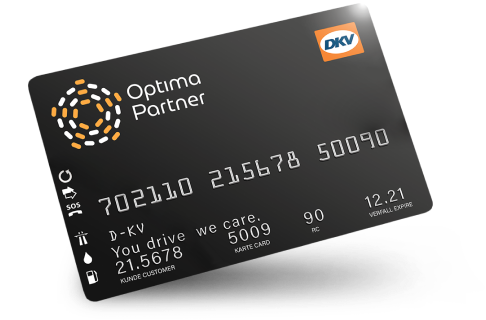 DKV
Optima
Partner
702110 215678 50090
SOS
D-KV
You drive we care.
21.5678 5009 90 12.21
KUNDE CUSTOMER KARTE CARD RC VERFALL EXPIRE